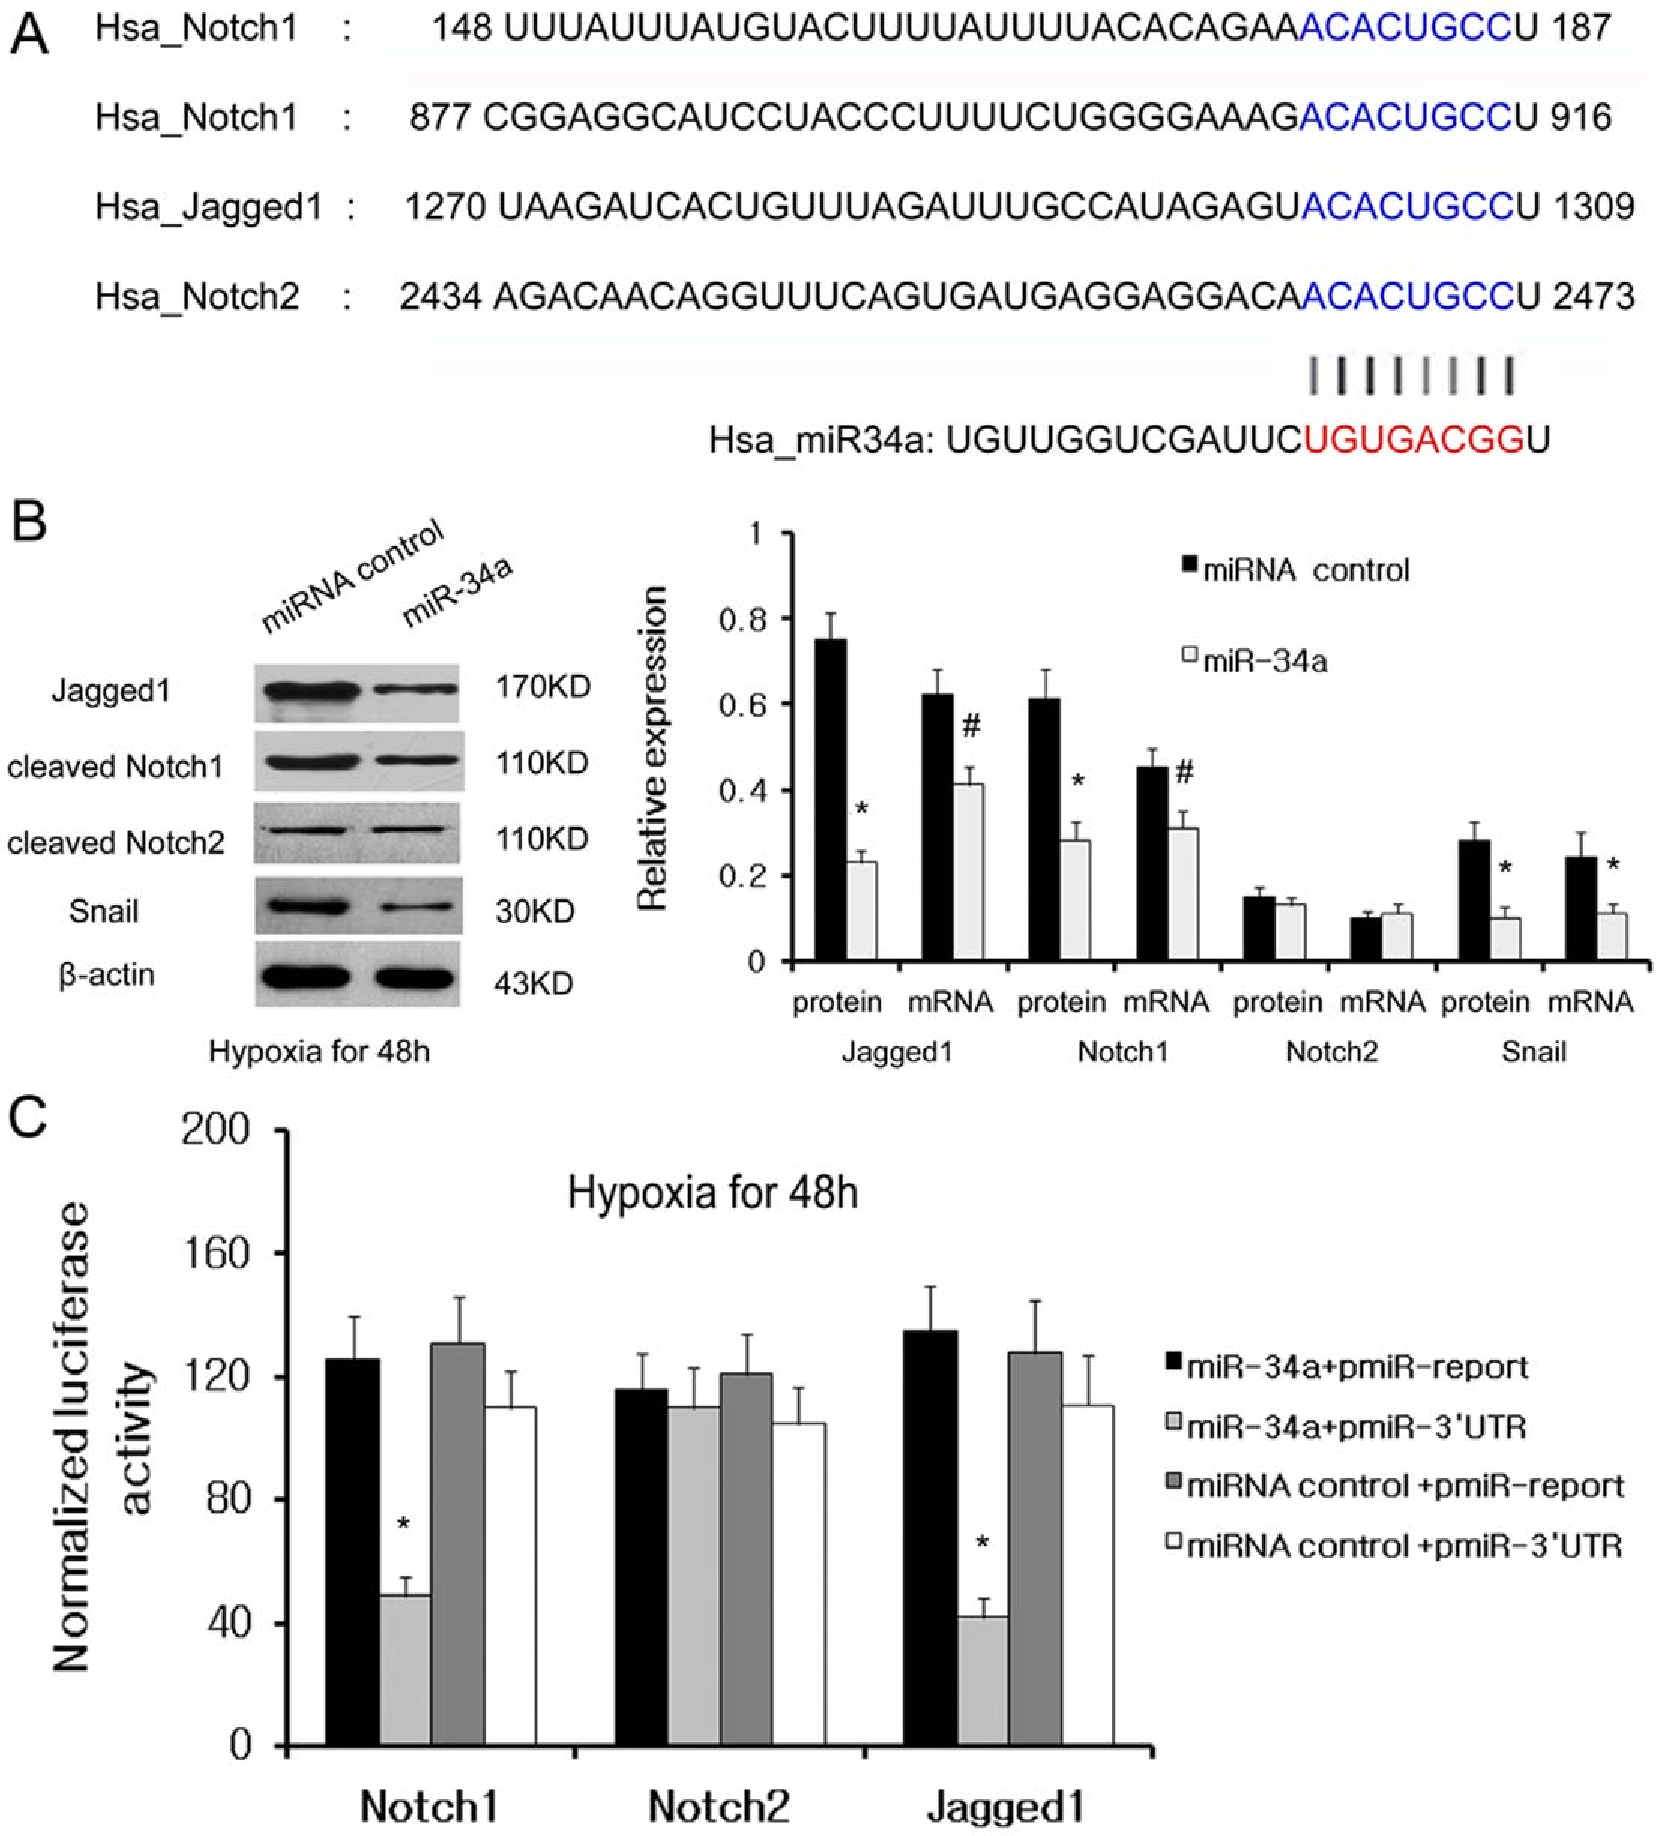 A
Hsa_Notch1 : 148 UUUAUUUAUGUACUUUUAUUUUACACAGAAACACUGCCU 187
Hsa_Notch1 : 877 CGGAGGCAUCCUACCCUUUUCUGGGGAAAGACACUGCCU 916
Hsa_Jagged1 : 1270 UAAGAUCACUGUUUAGAUUUGCCAUAGAGUACACUGCCU 1309
Hsa_Notch2 : 2434 AGACAACAGGUUUCAGUGAUGAGGAGGACAACACUGCCU 2473
Hsa_miR34a: UGUUGGUCGAUUCUGUGACGGU
B
miRNA control
miR-34a
Jagged1 170KD
cleaved Notch1 110KD
cleaved Notch2 110KD
Snail 30KD
β-actin 43KD
Hypoxia for 48h
Relative expression
1
0.8
0.6
0.4
0.2
0
miRNA control
miR-34a
* # * # * *
protein mRNA protein mRNA protein mRNA protein mRNA
Jagged1 Notch1 Notch2 Snail
C
Normalized luciferase
activity
200
160
120
80
40
0
Hypoxia for 48h
* *
Notch1 Notch2 Jagged1
miR-34a+pmiR-report
miR-34a+pmiR-3'UTR
miRNA control +pmiR-report
miRNA control +pmiR-3'UTR